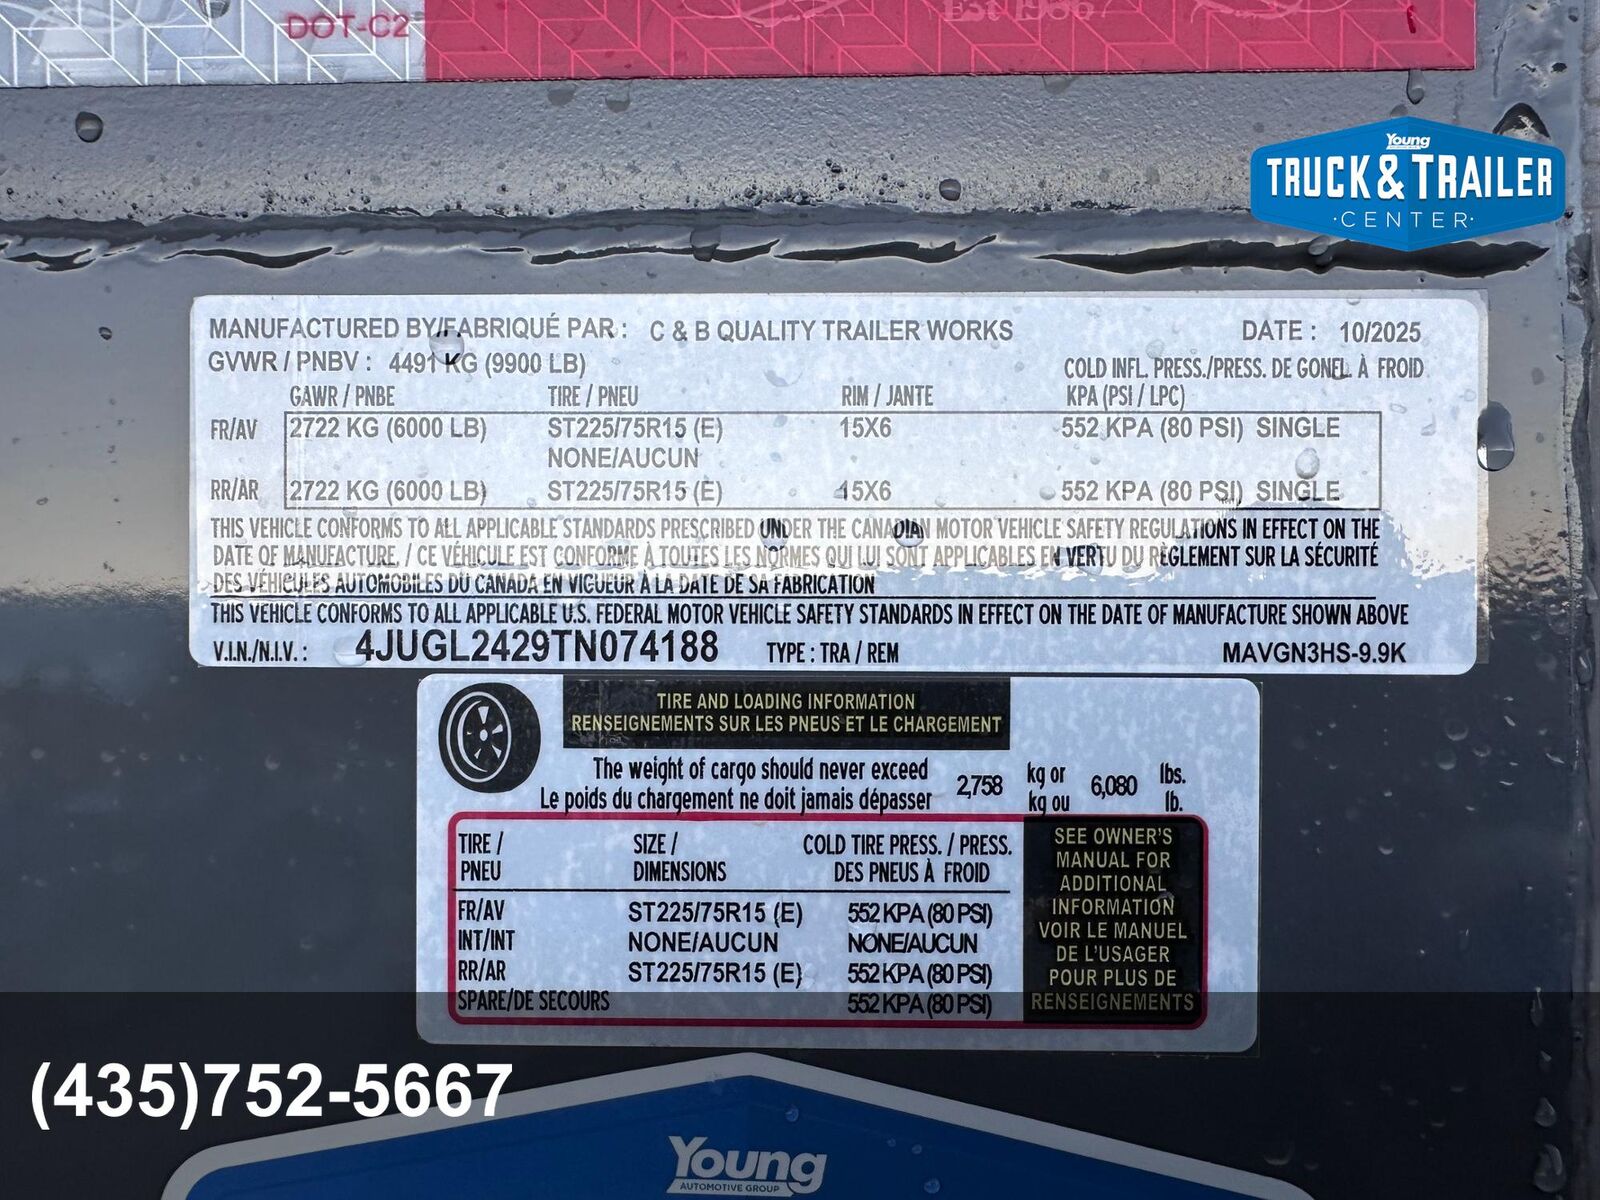 DOT-C2
Est 1986
Young
TRUCK & TRAILER
·CENTER·
MANUFACTURED BY/FABRIQUÉ PAR : C & B QUALITY TRAILER WORKS DATE : 10/2025
GVWR / PNBV : 4491 KG (9900 LB)
COLD INFL. PRESS./PRESS. DE GONFL. À FROID
GAWR / PNBE TIRE / PNEU RIM / JANTE KPA (PSI / LPC)
FR/AV 2722 KG (6000 LB) ST225/75R15 (E) 15X6 552 KPA (80 PSI) SINGLE
NONE/AUCUN
RR/AR 2722 KG (6000 LB) ST225/75R15 (E) 15X6 552 KPA (80 PSI) SINGLE
THIS VEHICLE CONFORMS TO ALL APPLICABLE STANDARDS PRESCRIBED UNDER THE CANADIAN MOTOR VEHICLE SAFETY REGULATIONS IN EFFECT ON THE
DATE OF MANUFACTURE. / CE VÉHICULE EST CONFORME À TOUTES LES NORMES QUI LUI SONT APPLICABLES EN VERTU DU RÈGLEMENT SUR LA SÉCURITÉ
DES VÉHICULES AUTOMOBILES DU CANADA EN VIGUEUR À LA DATE DE SA FABRICATION
THIS VEHICLE CONFORMS TO ALL APPLICABLE U.S. FEDERAL MOTOR VEHICLE SAFETY STANDARDS IN EFFECT ON THE DATE OF MANUFACTURE SHOWN ABOVE
V.I.N./N.I.V. : 4JUGL2429TN074188 TYPE : TRA / REM MAVGN3HS-9.9K
TIRE AND LOADING INFORMATION
RENSEIGNEMENTS SUR LES PNEUS ET LE CHARGEMENT
The weight of cargo should never exceed 2,758 kg or 6,080 lbs.
Le poids du chargement ne doit jamais dépasser kg ou lb.
TIRE / SIZE / COLD TIRE PRESS. / PRESS.
PNEU DIMENSIONS DES PNEUS À FROID
FR/AV ST225/75R15 (E) 552 KPA (80 PSI)
INT/INT NONE/AUCUN NONE/AUCUN
RR/AR ST225/75R15 (E) 552 KPA (80 PSI)
SPARE/DE SECOURS 552 KPA (80 PSI)
SEE OWNER'S
MANUAL FOR
ADDITIONAL
INFORMATION
VOIR LE MANUEL
DE L'USAGER
POUR PLUS DE
RENSEIGNEMENTS
(435)752-5667
Young
AUTOMOTIVE GROUP